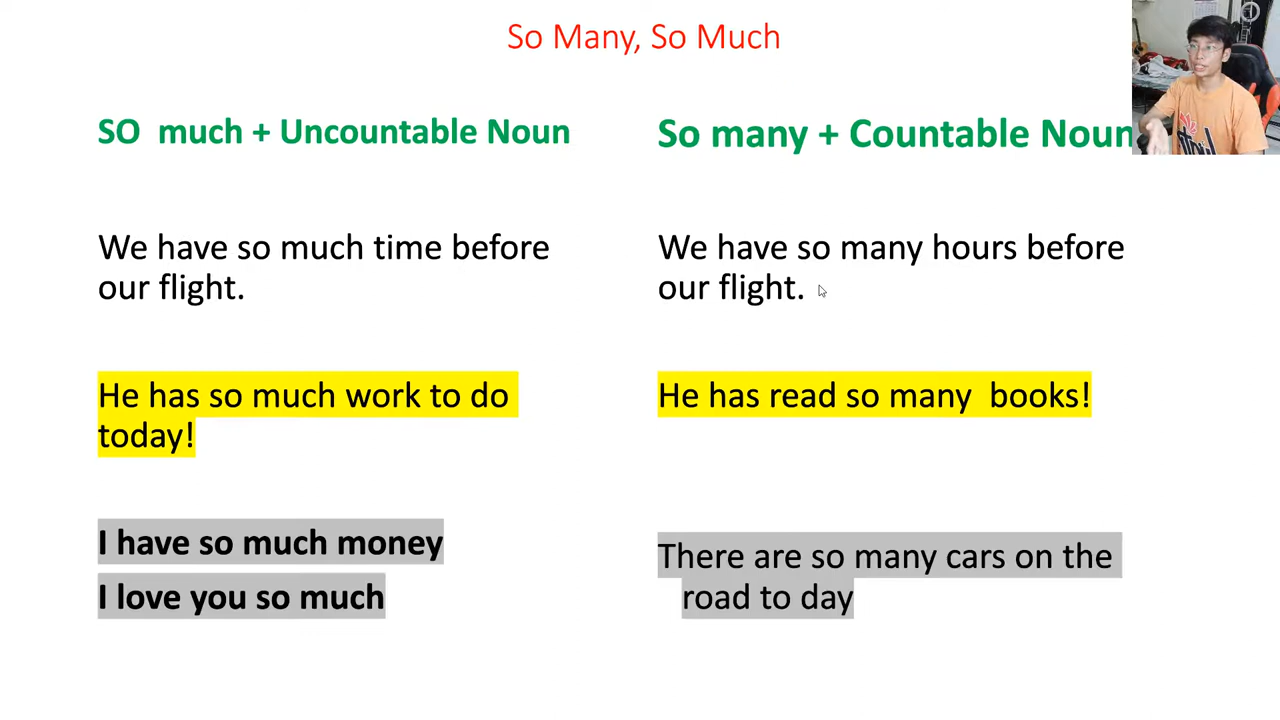 So Many, So Much
SO much + Uncountable Noun
We have so much time before
our flight.
He has so much work to do
today!
I have so much money
I love you so much
So many + Countable Noun
We have so many hours before
our flight.
He has read so many books!
There are so many cars on the
road to day